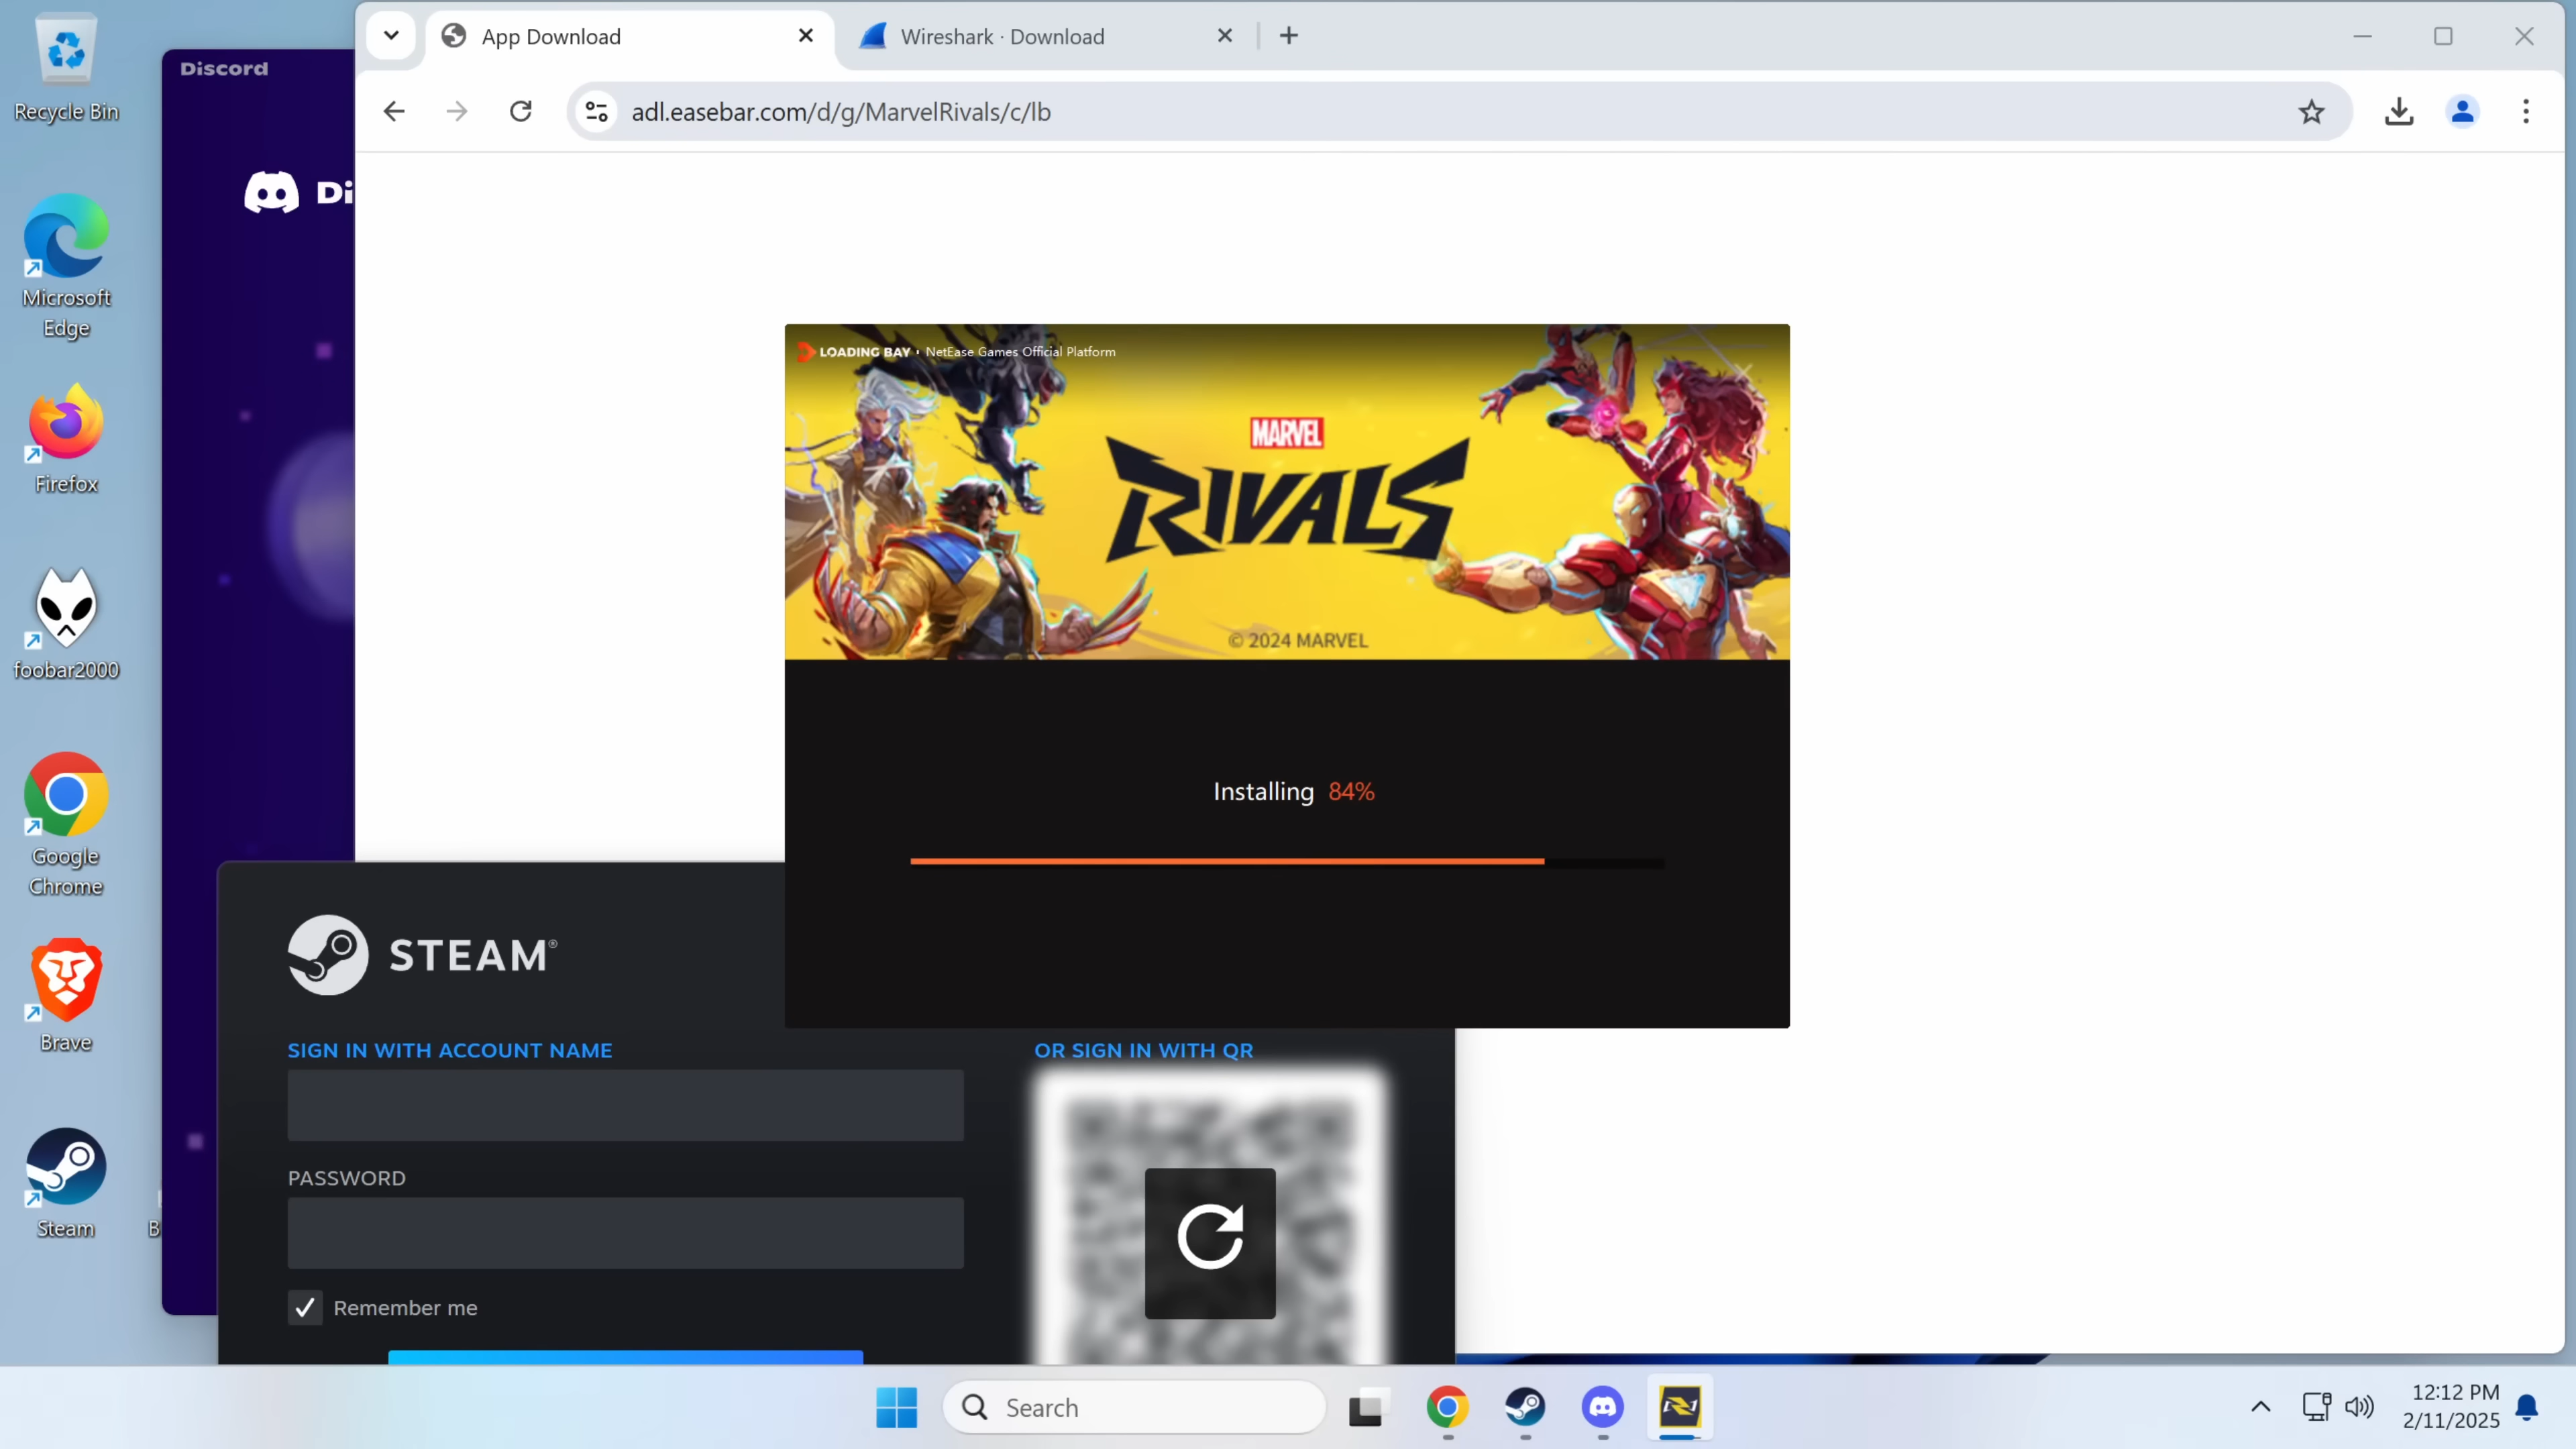 Recycle Bin
Microsoft
Edge
Firefox
foobar2000
Google
Chrome
Brave
Steam
B
Discord
Di
App Download
Wireshark · Download
adl.easebar.com/d/g/MarvelRivals/c/lb
LOADING BAY
NetEase Games Official Platform
MARVEL
RIVALS
© 2024 MARVEL
Installing 84%
STEAM®
SIGN IN WITH ACCOUNT NAME
OR SIGN IN WITH QR
PASSWORD
Remember me
Search
12:12 PM
2/11/2025